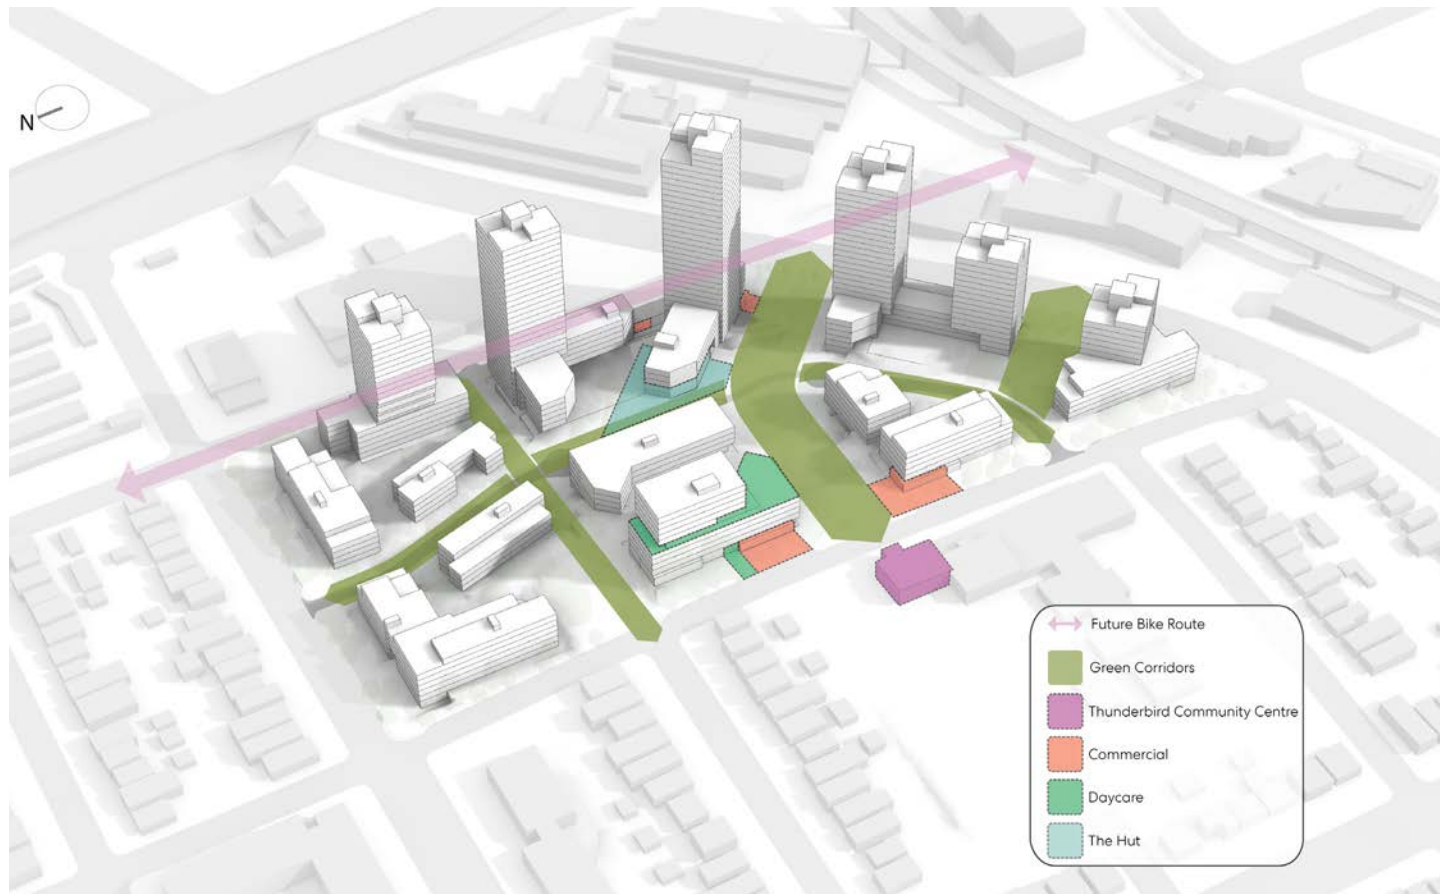 N
Future Bike Route
Green Corridors
Thunderbird Community Centre
Commercial
Daycare
The Hut